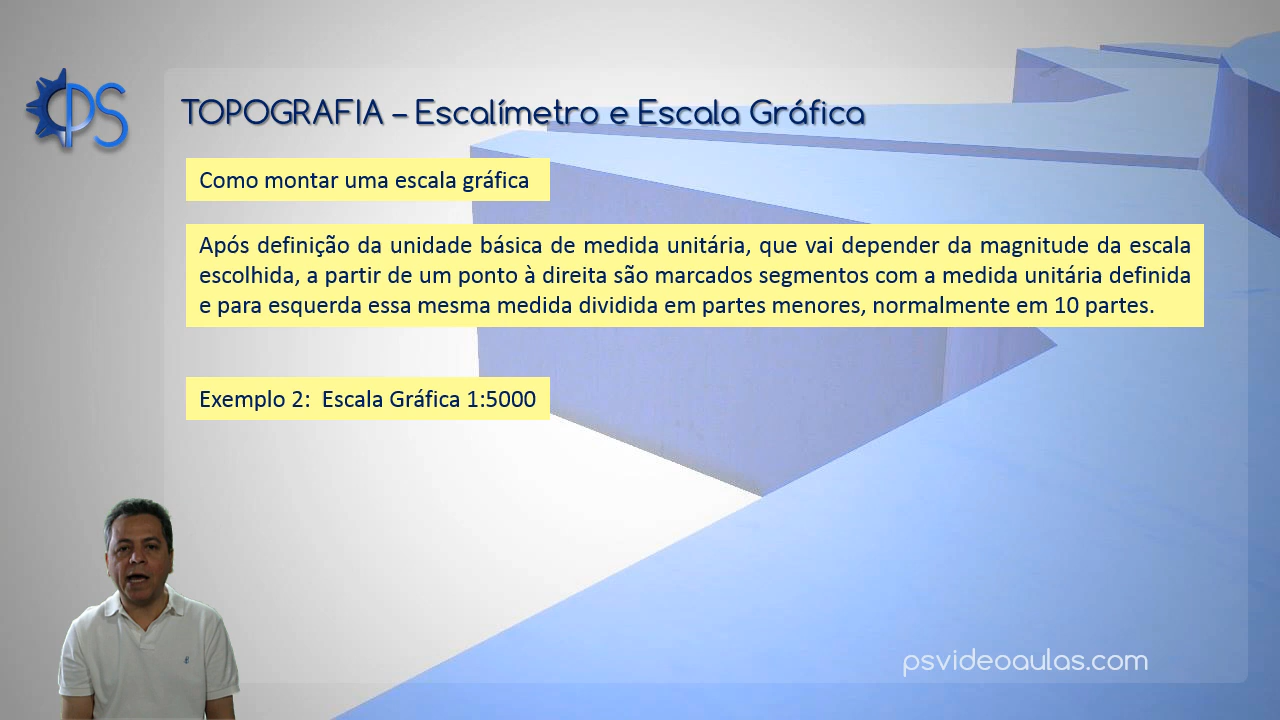 PS
TOPOGRAFIA – Escalímetro e Escala Gráfica
Como montar uma escala gráfica
Após definição da unidade básica de medida unitária, que vai depender da magnitude da escala
escolhida, a partir de um ponto à direita são marcados segmentos com a medida unitária definida
e para esquerda essa mesma medida dividida em partes menores, normalmente em 10 partes.
Exemplo 2: Escala Gráfica 1:5000
psvideoaulas.com